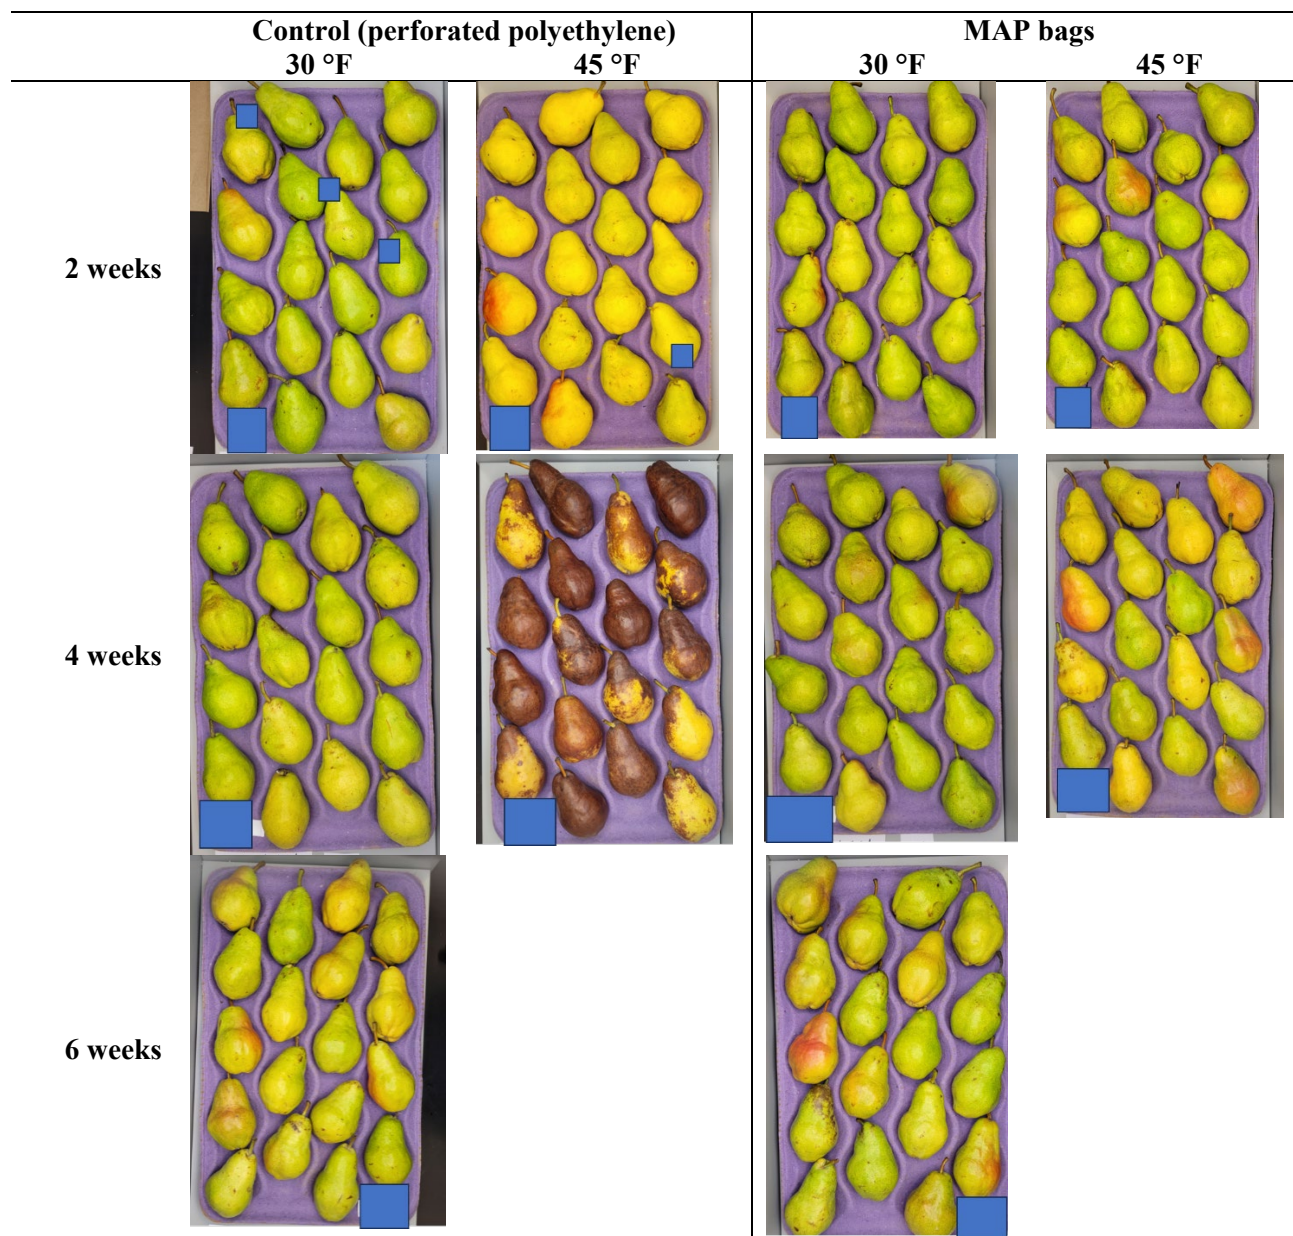 Control (perforated polyethylene) MAP bags
30 °F 45 °F 30 °F 45 °F
2 weeks
4 weeks
6 weeks